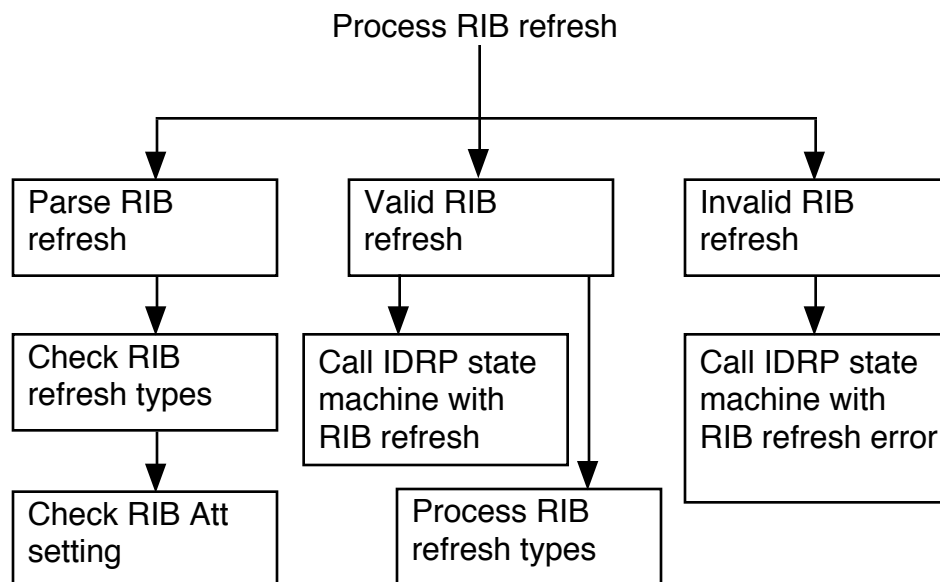 Process RIB refresh
Parse RIB
refresh
Valid RIB
refresh
Invalid RIB
refresh
Check RIB
refresh types
Call IDRP state
machine with
RIB refresh
Call IDRP state
machine with
RIB refresh error
Check RIB Att
setting
Process RIB
refresh types